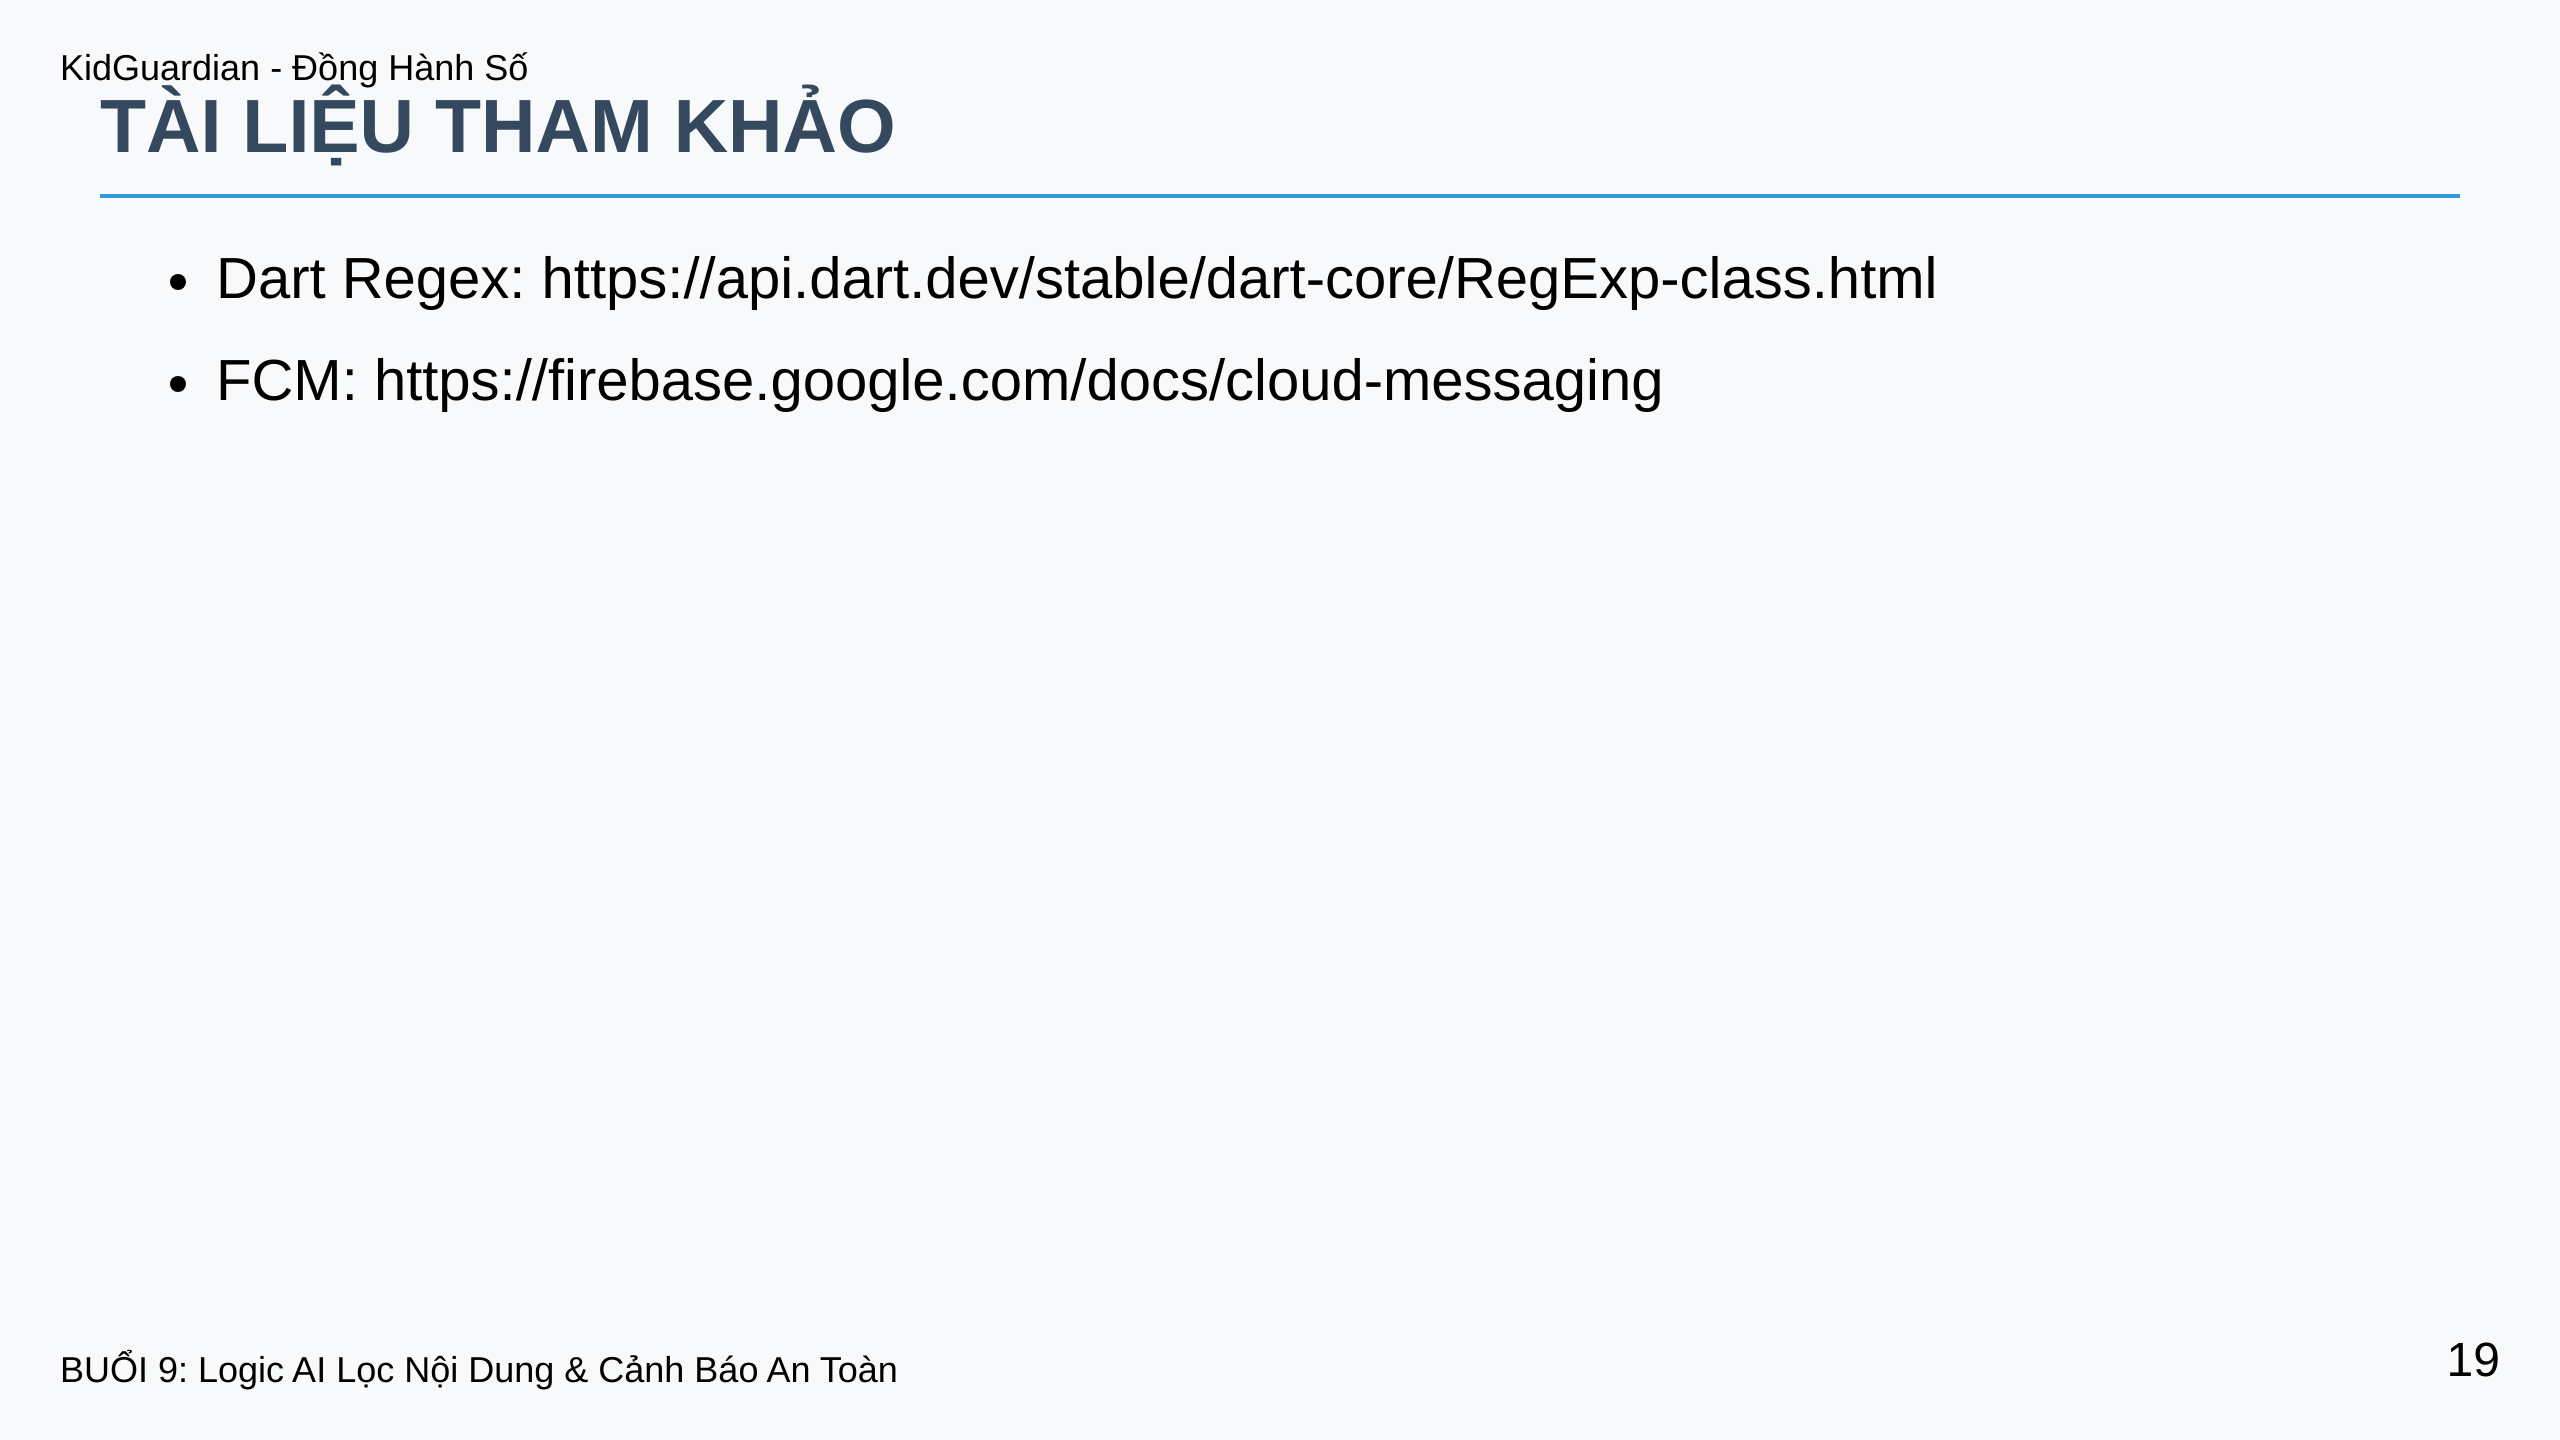 KidGuardian - Đồng Hành Số
TÀI LIỆU THAM KHẢO
• Dart Regex: https://api.dart.dev/stable/dart-core/RegExp-class.html
• FCM: https://firebase.google.com/docs/cloud-messaging
BUỔI 9: Logic AI Lọc Nội Dung & Cảnh Báo An Toàn
19